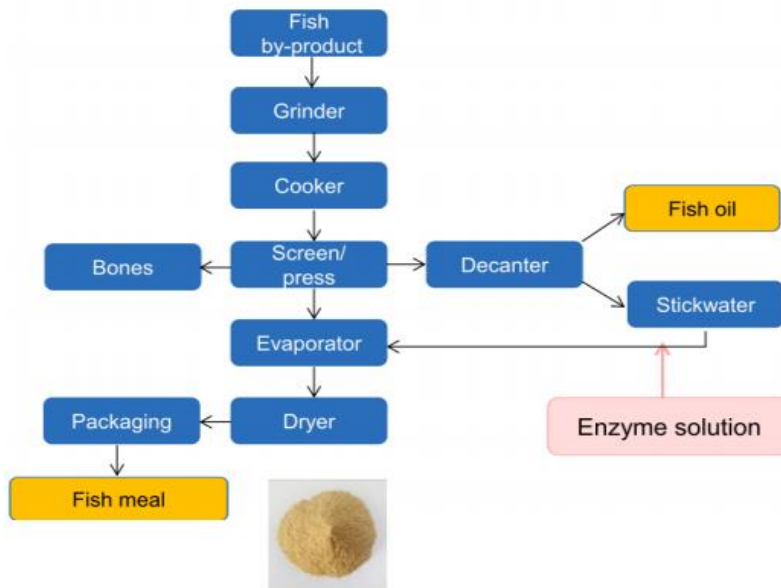 Fish
by-product
Grinder
Cooker
Fish oil
Bones
Screen/
press
Decanter
Stickwater
Evaporator
Enzyme solution
Packaging
Dryer
Fish meal